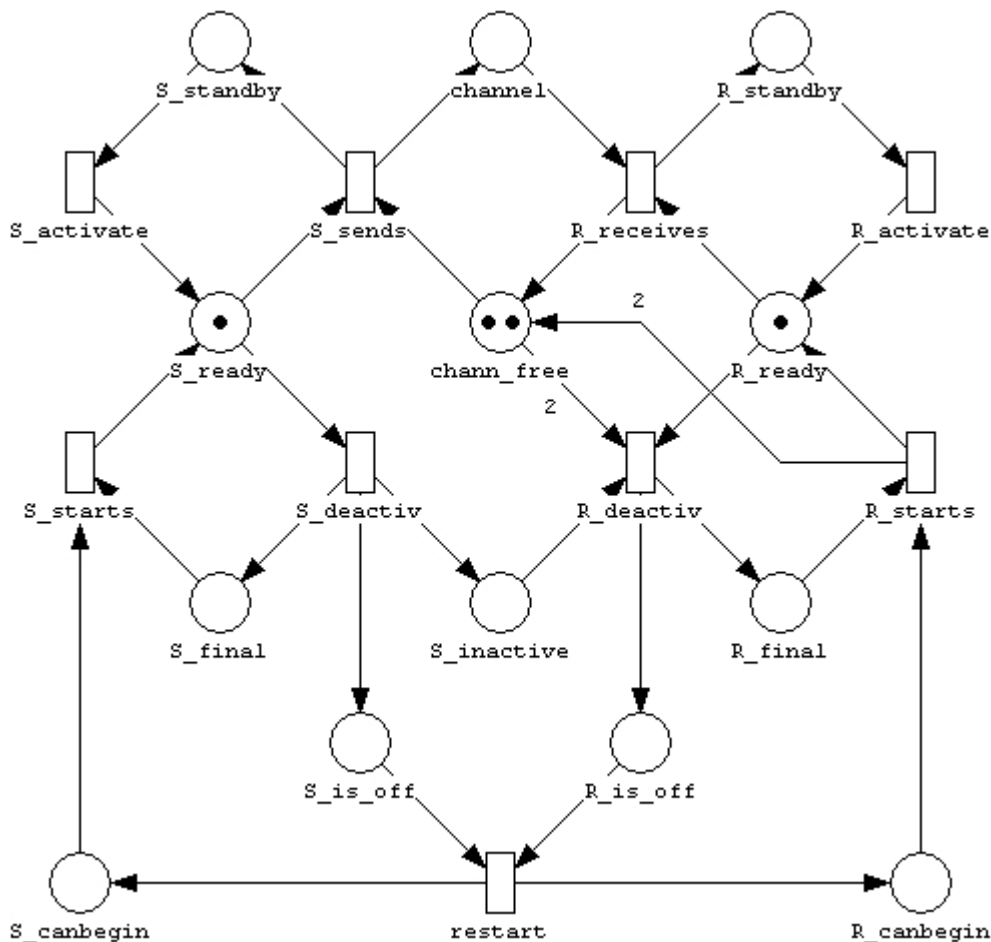 S_standby
channel
R_standby
S_activate
S_sends
R_receives
R_activate
2
S_ready
chann_free
R_ready
2
S_starts
S_deactiv
R_deactiv
R_starts
S_final
S_inactive
R_final
S_is_off
R_is_off
S_canbegin
restart
R_canbegin